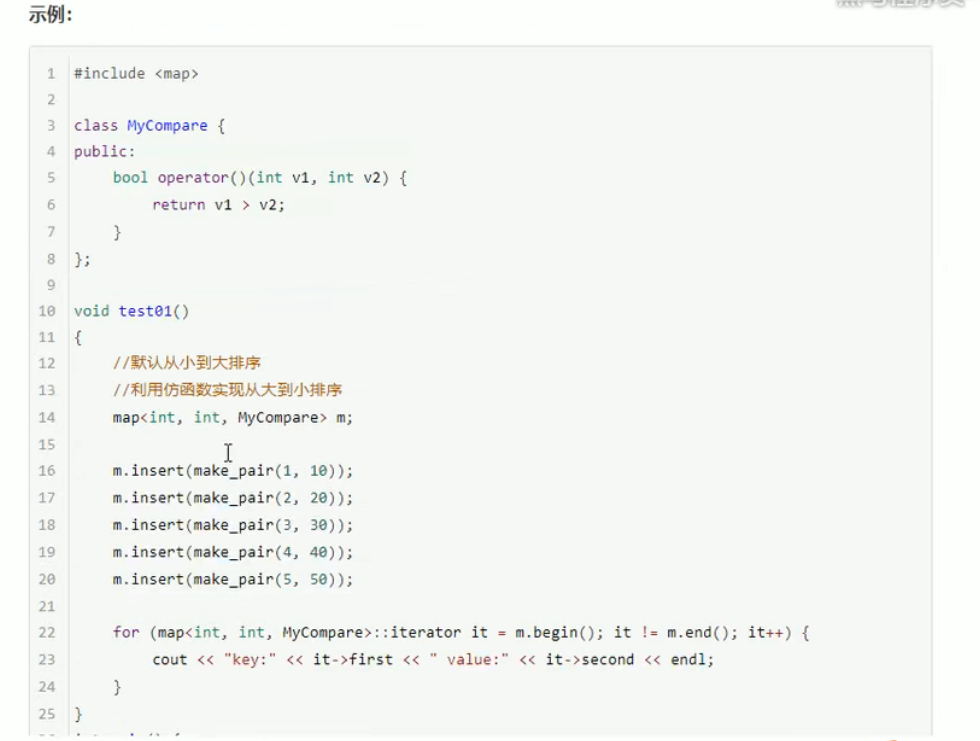 示例:
1 #include <map>
2
3 class MyCompare {
4 public:
5     bool operator()(int v1, int v2) {
6         return v1 > v2;
7     }
8 };
9
10 void test01()
11 {
12     //默认从小到大排序
13     //利用仿函数实现从大到小排序
14     map<int, int, MyCompare> m;
15
16     m.insert(make_pair(1, 10));
17     m.insert(make_pair(2, 20));
18     m.insert(make_pair(3, 30));
19     m.insert(make_pair(4, 40));
20     m.insert(make_pair(5, 50));
21
22     for (map<int, int, MyCompare>::iterator it = m.begin(); it != m.end(); it++) {
23         cout << "key:" << it->first << " value:" << it->second << endl;
24     }
25 }